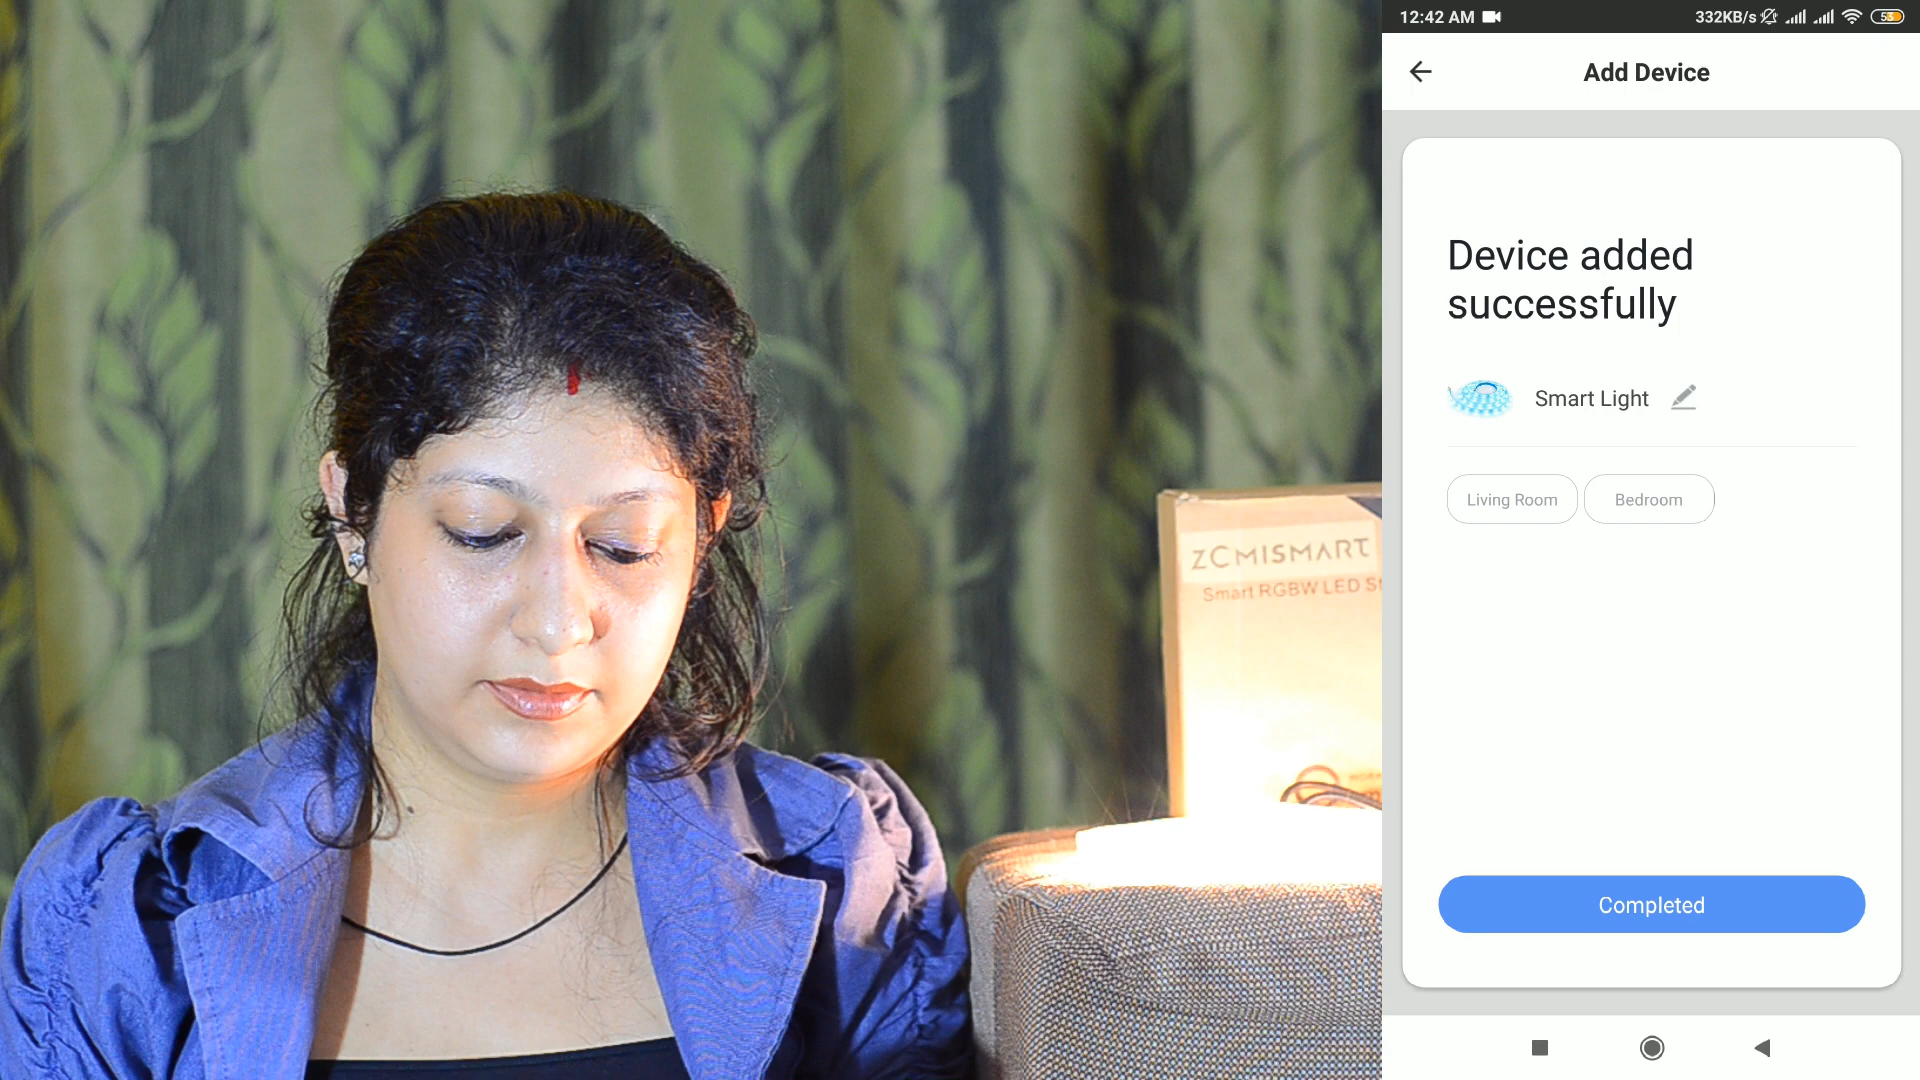 12:42 AM
332KB/s
53
Add Device
Device added
successfully
Smart Light
Living Room
Bedroom
Completed
ZCMISMART
Smart RGBW LED